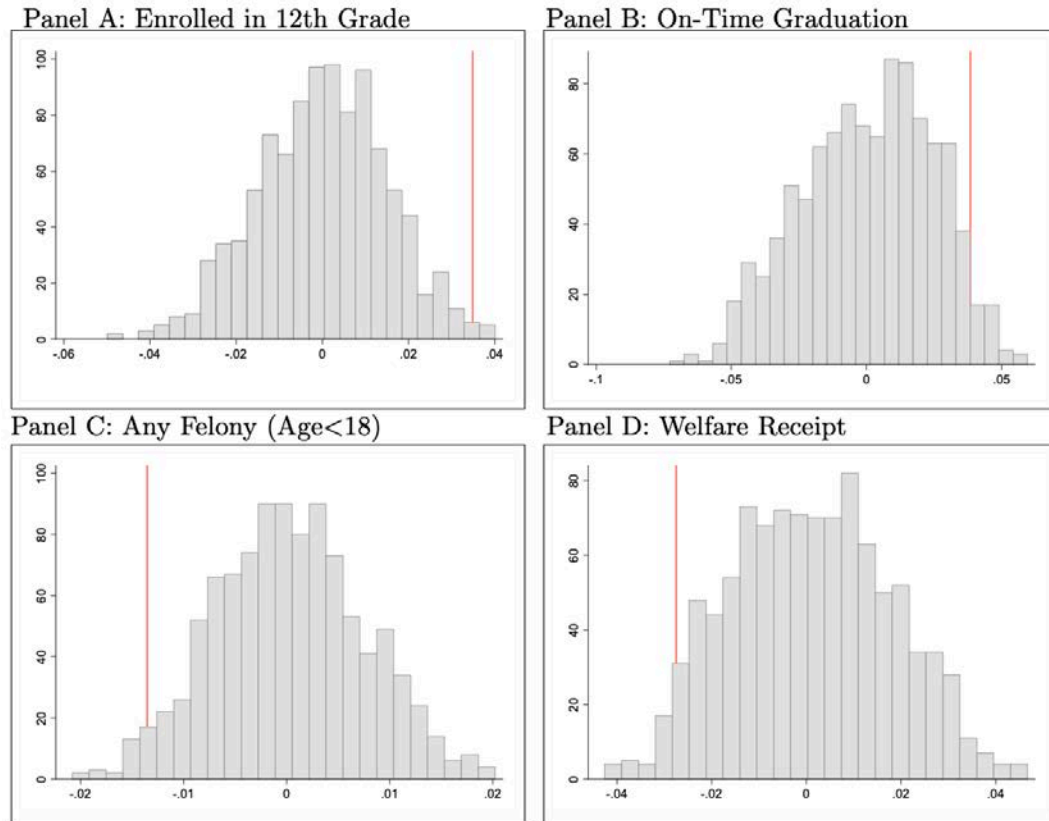 Panel A: Enrolled in 12th Grade
100
80
60
40
20
0
-.06 -.04 -.02 0 .02 .04
Panel B: On-Time Graduation
80
60
40
20
0
-.1 -.05 0 .05
Panel C: Any Felony (Age<18)
100
80
60
40
20
0
-.02 -.01 0 .01 .02
Panel D: Welfare Receipt
80
60
40
20
0
-.04 -.02 0 .02 .04